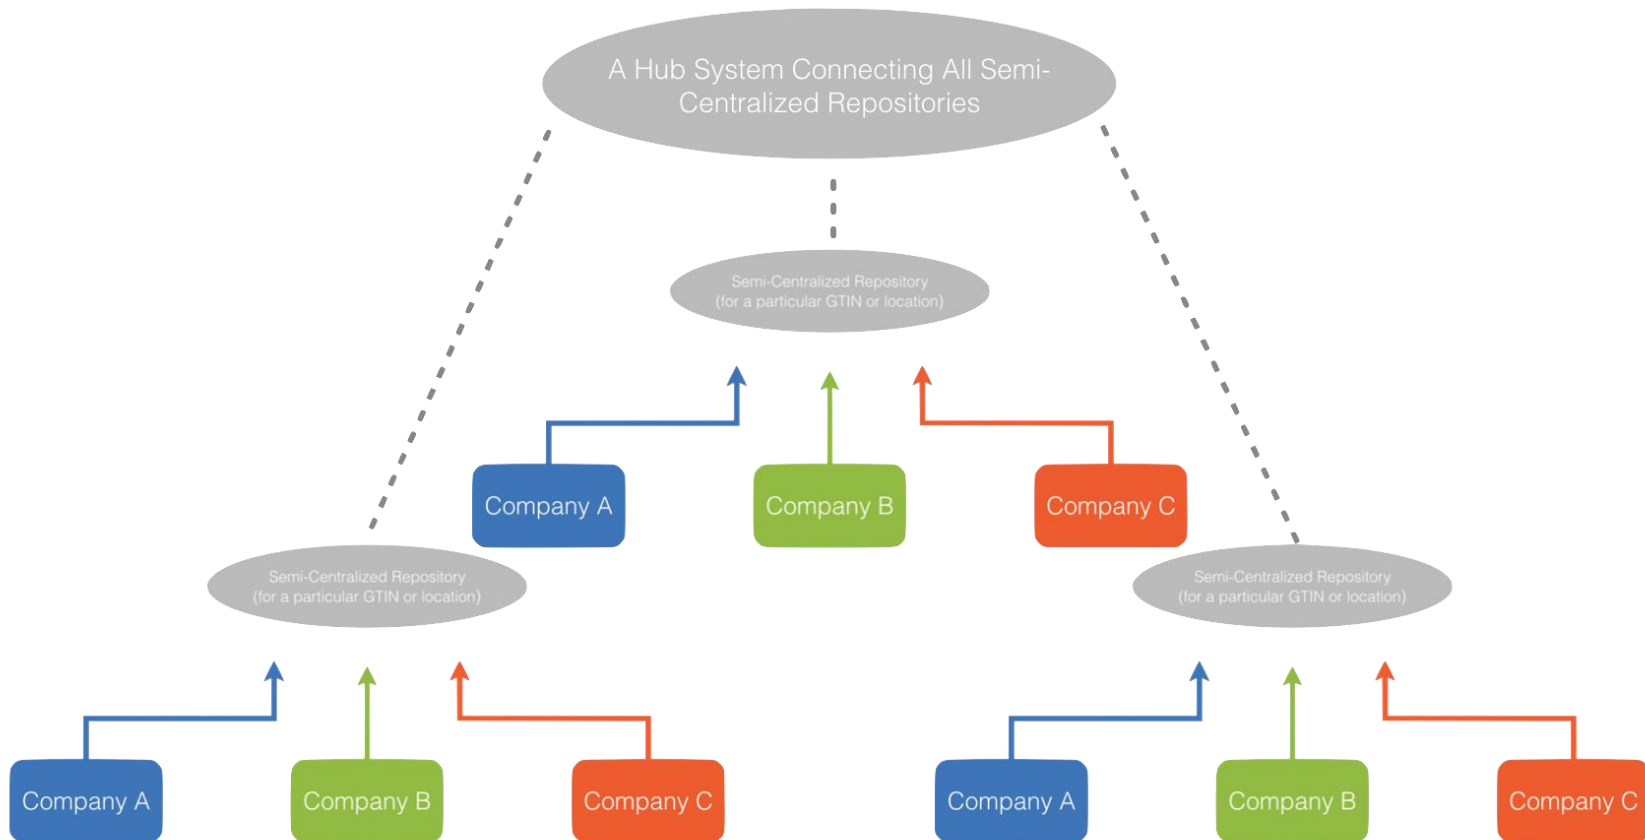 A Hub System Connecting All Semi-
Centralized Repositories
Semi-Centralized Repository
(for a particular GTIN or location)
Company A
Company B
Company C
Semi-Centralized Repository
(for a particular GTIN or location)
Semi-Centralized Repository
(for a particular GTIN or location)
Company A
Company B
Company C
Company A
Company B
Company C